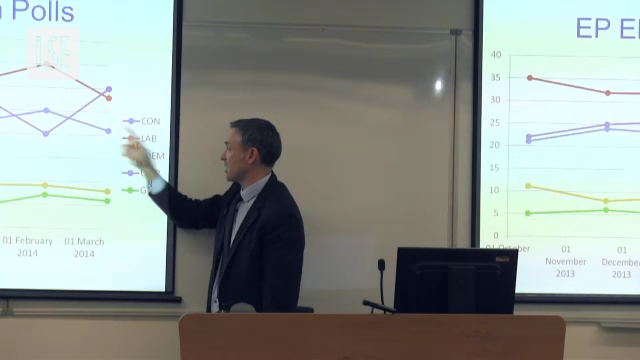 Polls
LSE
CON
LAB
01 February
2014
01 March
2014
EP
40
35
30
25
20
15
10
5
0
01 October
01
November
2013
01
December
2013